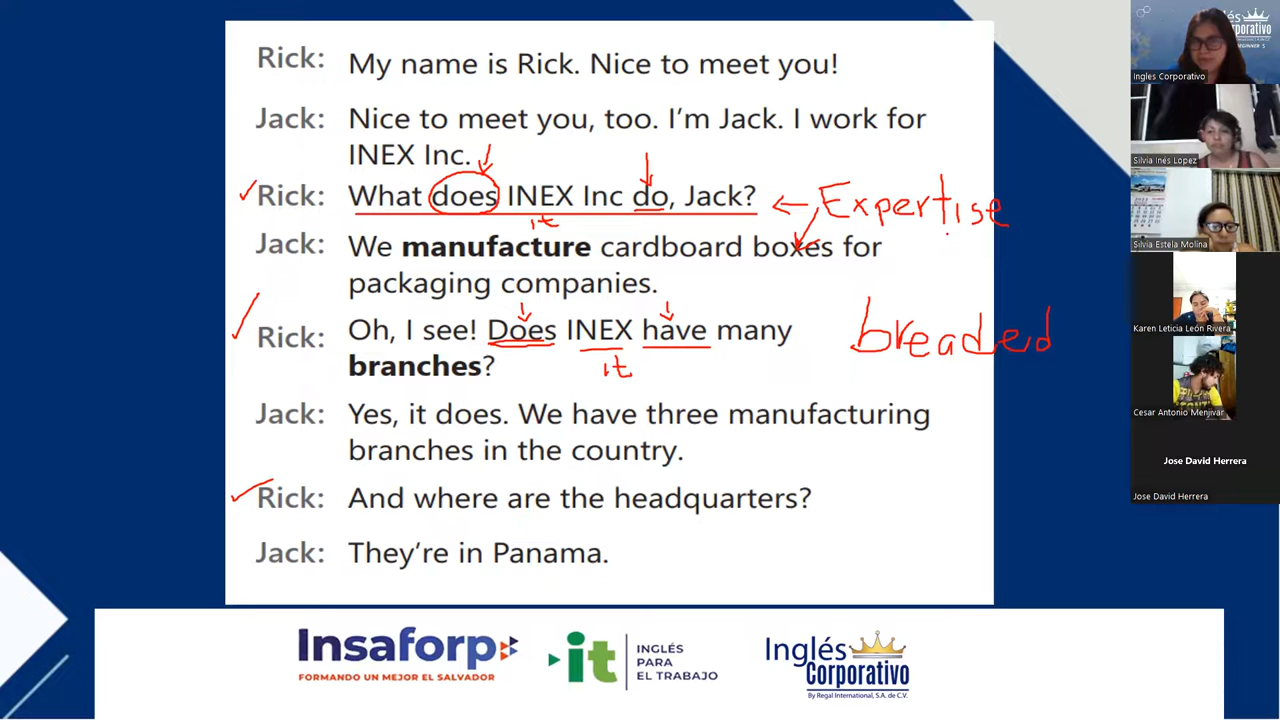 Rick: My name is Rick. Nice to meet you!
Jack: Nice to meet you, too. I'm Jack. I work for
INEX Inc.
Rick: What does INEX Inc do, Jack? ← Expertise
it
Jack: We manufacture cardboard boxes for
packaging companies.
Rick: Oh, I see! Does INEX have many
branches?
it
breaded
Jack: Yes, it does. We have three manufacturing
branches in the country.
Rick: And where are the headquarters?
Jack: They're in Panama.
Insaforp
FORMANDO UN MEJOR EL SALVADOR
it
INGLÉS
PARA
EL TRABAJO
Inglés
Corporativo
By Regal International, S.A. de C.V.
Ingles Corporativo
Silvia Inés Lopez
Silvia Estela Molina
Karen Leticia León Rivera
Cesar Antonio Menjivar
Jose David Herrera
Jose David Herrera